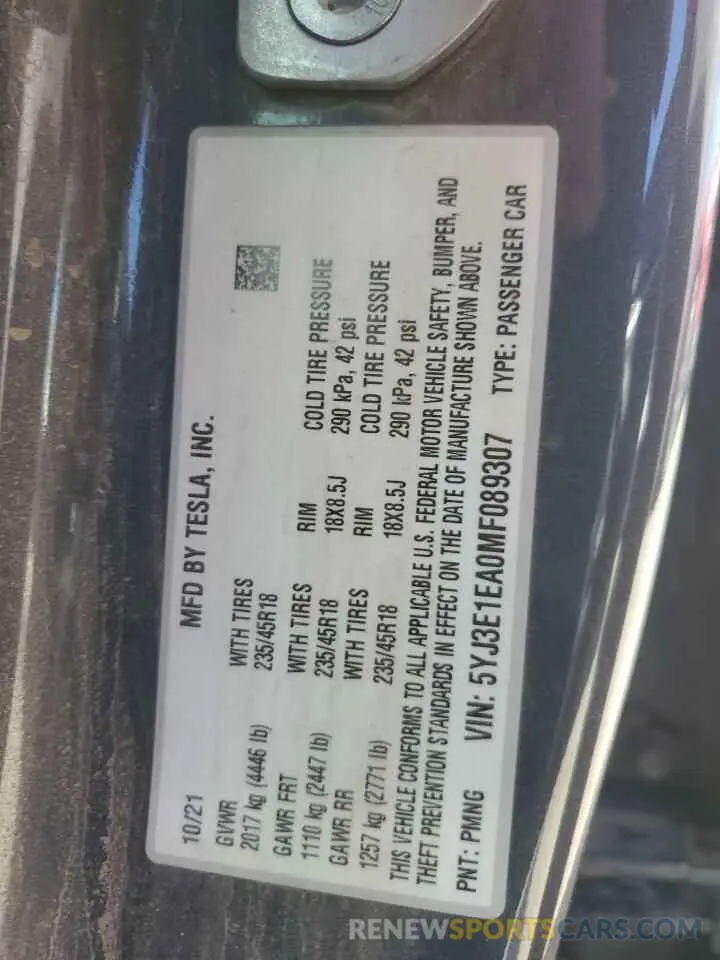 MFD BY TESLA, INC.
10/21
GVWR
2017 kg (4446 lb)
WITH TIRES
235/45R18
GAWR FRT
1110 kg (2447 lb)
WITH TIRES
235/45R18
RIM
18X8.5J
COLD TIRE PRESSURE
290 kPa, 42 psi
GAWR RR
1257 kg (2771 lb)
WITH TIRES
235/45R18
RIM
18X8.5J
COLD TIRE PRESSURE
290 kPa, 42 psi
THIS VEHICLE CONFORMS TO ALL APPLICABLE U.S. FEDERAL MOTOR VEHICLE SAFETY, BUMPER, AND
THEFT PREVENTION STANDARDS IN EFFECT ON THE DATE OF MANUFACTURE SHOWN ABOVE.
PNT: PMNG VIN: 5YJ3E1EA0MF089307 TYPE: PASSENGER CAR
RENEWSPORTSCARS.COM